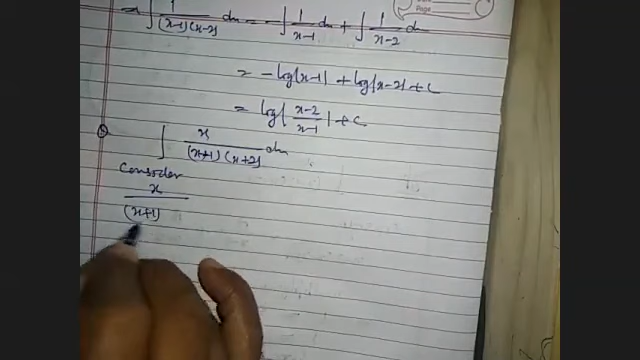 ⇒ ∫ 1/((x-1)(x-2)) dx = -∫ 1/(x-1) dx + ∫ 1/(x-2) dx
= -log|x-1| + log|x-2| + C
= log|(x-2)/(x-1)| + C
Q ∫ x/((x+1)(x+2)) dx
Consider
x/(x+1)